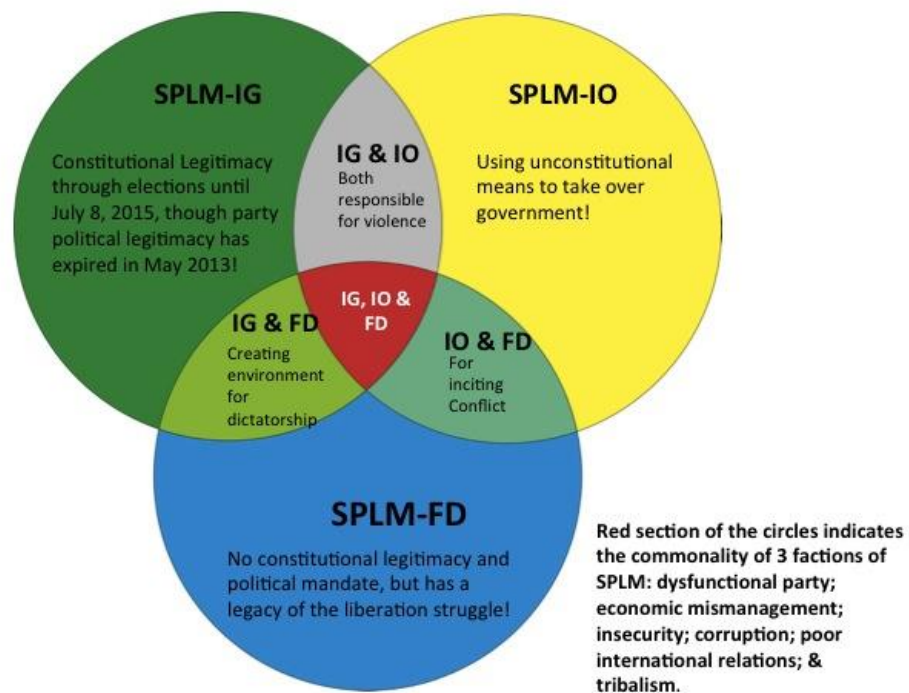 SPLM-IG
Constitutional Legitimacy
through elections until
July 8, 2015, though party
political legitimacy has
expired in May 2013!
IG & IO
Both
responsible
for violence
SPLM-IO
Using unconstitutional
means to take over
government!
IG, IO &
FD
IG & FD
Creating
environment
for
dictatorship
IO & FD
For
inciting
Conflict
SPLM-FD
No constitutional legitimacy and
political mandate, but has a
legacy of the liberation struggle!
Red section of the circles indicates
the commonality of 3 factions of
SPLM: dysfunctional party;
economic mismanagement;
insecurity; corruption; poor
international relations; &
tribalism.